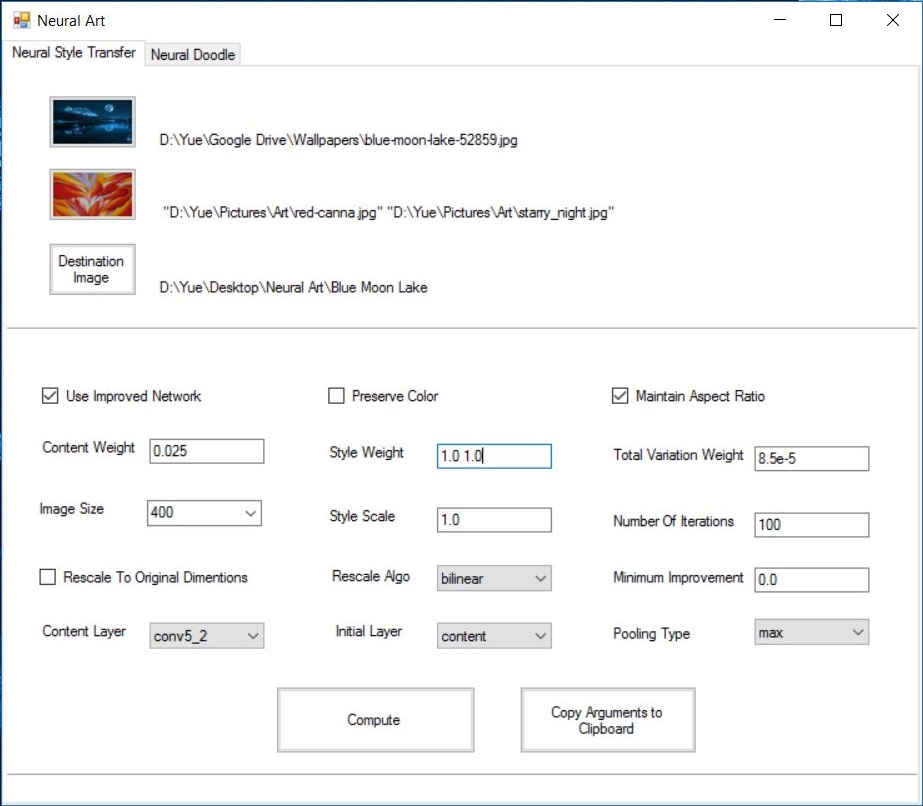 Neural Art
Neural Style Transfer
Neural Doodle
D:\Yue\Google Drive\Wallpapers\blue-moon-lake-52859.jpg
"D:\Yue\Pictures\Art\red-canna.jpg" "D:\Yue\Pictures\Art\starry_night.jpg"
Destination
Image
D:\Yue\Desktop\Neural Art\Blue Moon Lake
Use Improved Network
Preserve Color
Maintain Aspect Ratio
Content Weight
0.025
Style Weight
1.0 1.0
Total Variation Weight
8.5e-5
Image Size
400
Style Scale
1.0
Number Of Iterations
100
Rescale To Original Dimentions
Rescale Algo
bilinear
Minimum Improvement
0.0
Content Layer
conv5_2
Initial Layer
content
Pooling Type
max
Compute
Copy Arguments to
Clipboard